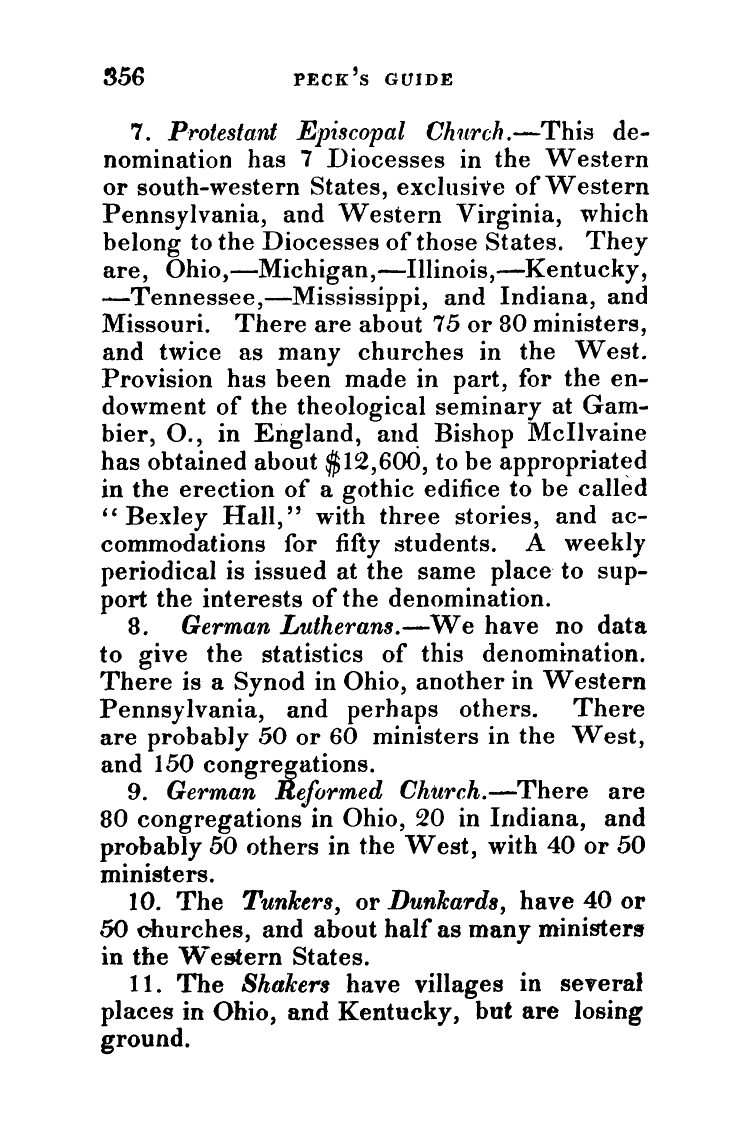 356 PECK'S GUIDE
7. Protestant Episcopal Church.—This de-
nomination has 7 Diocesses in the Western
or south-western States, exclusive of Western
Pennsylvania, and Western Virginia, which
belong to the Diocesses of those States. They
are, Ohio,—Michigan,—Illinois,—Kentucky,
—Tennessee,—Mississippi, and Indiana, and
Missouri. There are about 75 or 80 ministers,
and twice as many churches in the West.
Provision has been made in part, for the en-
dowment of the theological seminary at Gam-
bier, O., in England, and Bishop McIlvaine
has obtained about $12,600, to be appropriated
in the erection of a gothic edifice to be called
“Bexley Hall,” with three stories, and ac-
commodations for fifty students. A weekly
periodical is issued at the same place to sup-
port the interests of the denomination.
8. German Lutherans.—We have no data
to give the statistics of this denomination.
There is a Synod in Ohio, another in Western
Pennsylvania, and perhaps others. There
are probably 50 or 60 ministers in the West,
and 150 congregations.
9. German Reformed Church.—There are
80 congregations in Ohio, 20 in Indiana, and
probably 50 others in the West, with 40 or 50
ministers.
10. The Tunkers, or Dunkards, have 40 or
50 churches, and about half as many ministers
in the Western States.
11. The Shakers have villages in several
places in Ohio, and Kentucky, but are losing
ground.